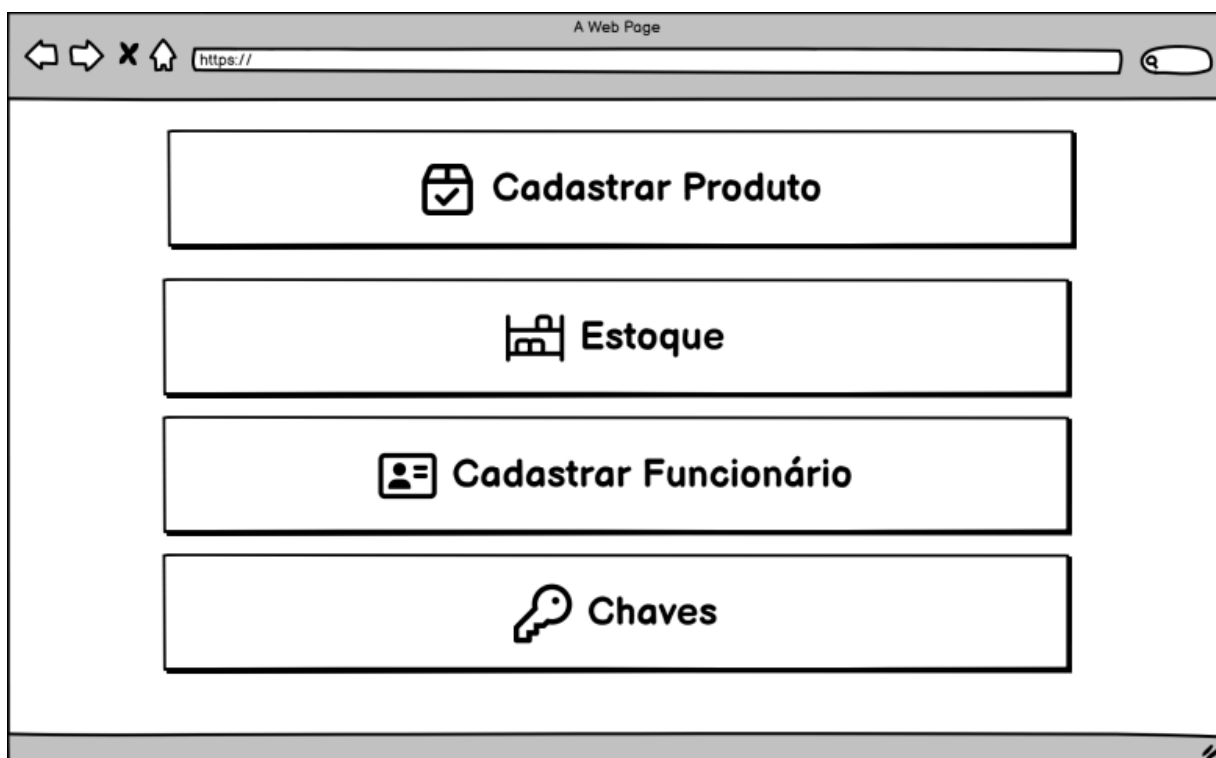 A Web Page
https://
Cadastrar Produto
Estoque
Cadastrar Funcionário
Chaves